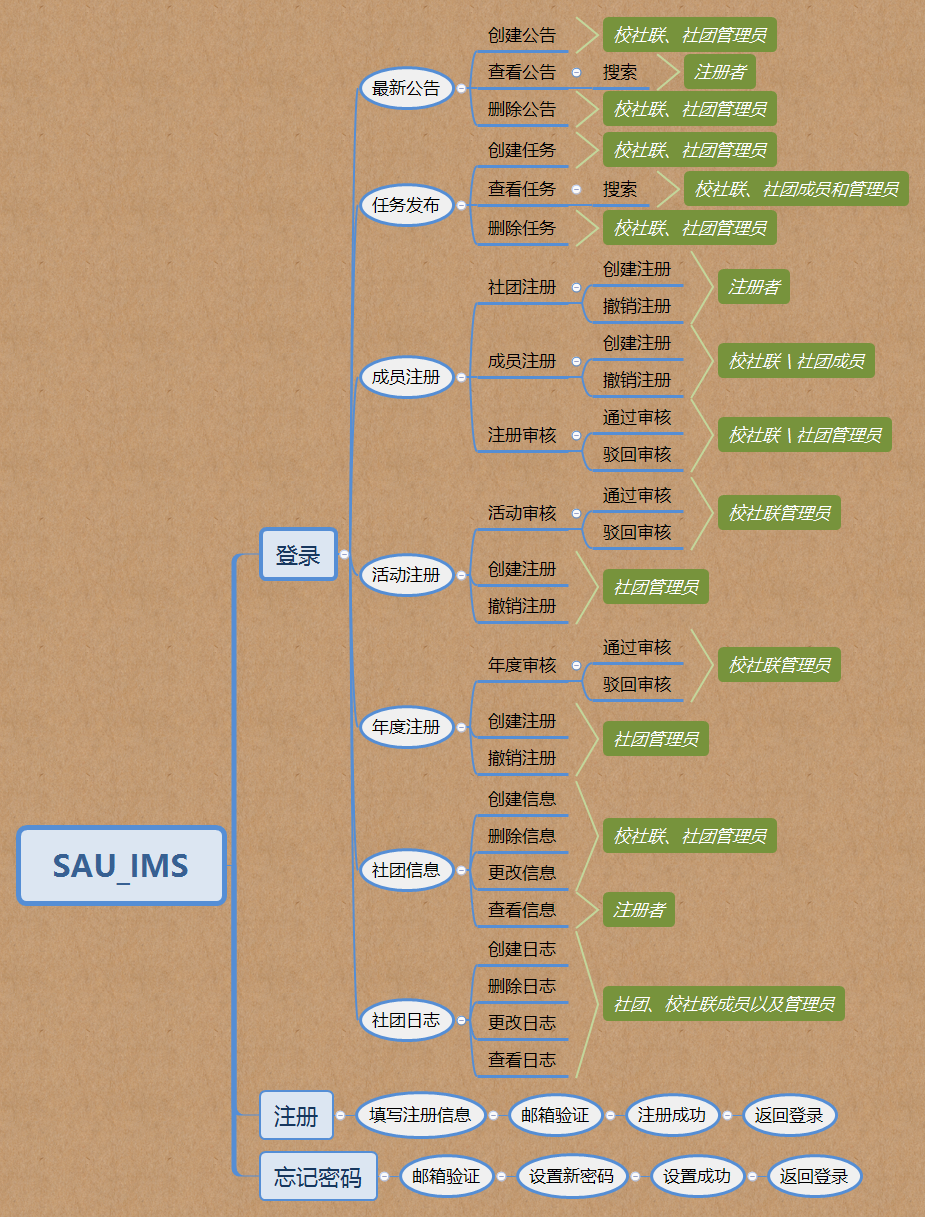 创建公告
校社联、社团管理员
最新公告
查看公告
搜索
注册者
删除公告
校社联、社团管理员
创建任务
校社联、社团管理员
任务发布
查看任务
搜索
校社联、社团成员和管理员
删除任务
校社联、社团管理员
社团注册
创建注册
撤销注册
注册者
成员注册
成员注册
创建注册
撤销注册
校社联\社团成员
注册审核
通过审核
驳回审核
校社联\社团管理员
登录
活动注册
活动审核
通过审核
驳回审核
校社联管理员
创建注册
撤销注册
社团管理员
年度注册
年度审核
通过审核
驳回审核
校社联管理员
创建注册
撤销注册
社团管理员
SAU_IMS
社团信息
创建信息
删除信息
更改信息
校社联、社团管理员
查看信息
注册者
社团日志
创建日志
删除日志
更改日志
查看日志
社团、校社联成员以及管理员
注册
填写注册信息
邮箱验证
注册成功
返回登录
忘记密码
邮箱验证
设置新密码
设置成功
返回登录